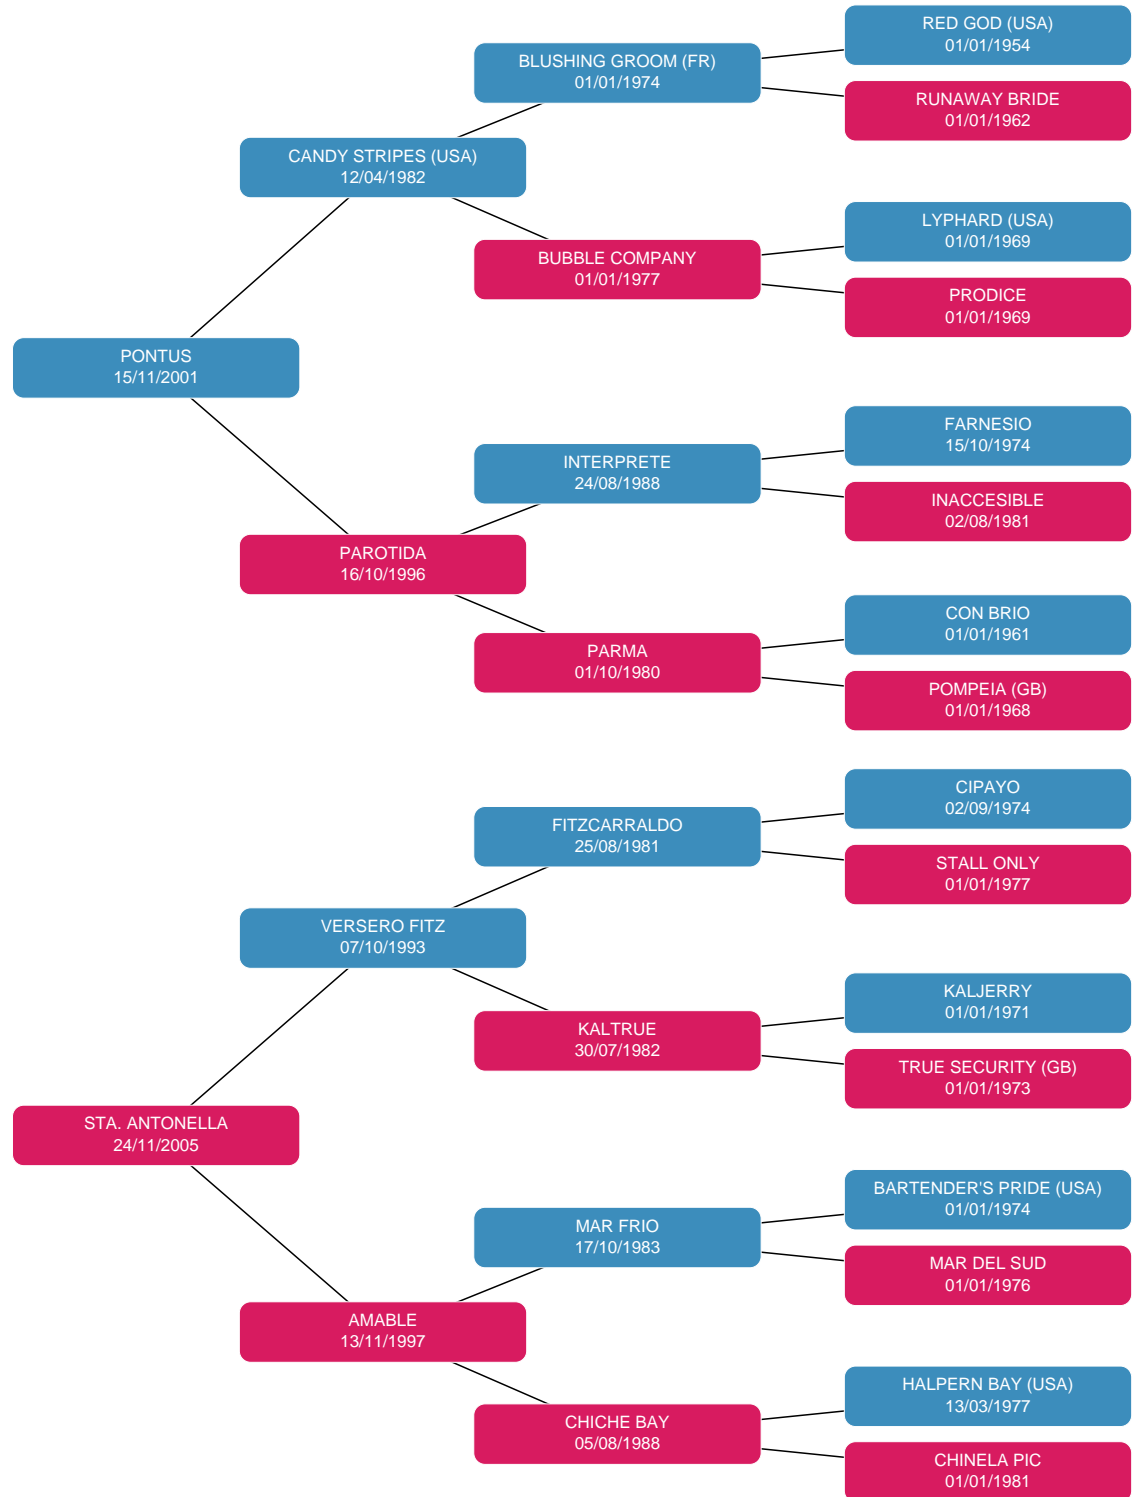 RED GOD (USA)
01/01/1954
BLUSHING GROOM (FR)
01/01/1974
RUNAWAY BRIDE
01/01/1962
CANDY STRIPES (USA)
12/04/1982
LYPHARD (USA)
01/01/1969
BUBBLE COMPANY
01/01/1977
PRODICE
01/01/1969
PONTUS
15/11/2001
FARNESIO
15/10/1974
INTERPRETE
24/08/1988
INACCESIBLE
02/08/1981
PAROTIDA
16/10/1996
CON BRIO
01/01/1961
PARMA
01/10/1980
POMPEIA (GB)
01/01/1968
CIPAYO
02/09/1974
FITZCARRALDO
25/08/1981
STALL ONLY
01/01/1977
VERSERO FITZ
07/10/1993
KALJERRY
01/01/1971
KALTRUE
30/07/1982
TRUE SECURITY (GB)
01/01/1973
STA. ANTONELLA
24/11/2005
BARTENDER'S PRIDE (USA)
01/01/1974
MAR FRIO
17/10/1983
MAR DEL SUD
01/01/1976
AMABLE
13/11/1997
HALPERN BAY (USA)
13/03/1977
CHICHE BAY
05/08/1988
CHINELA PIC
01/01/1981